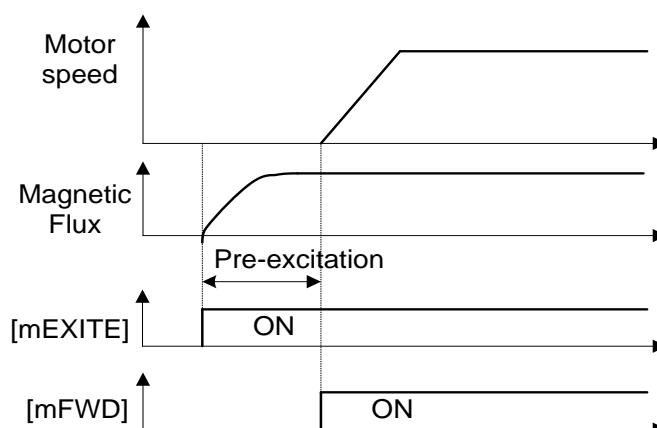 Motor
speed
Magnetic
Flux
Pre-excitation
[mEXITE]
ON
[mFWD]
ON